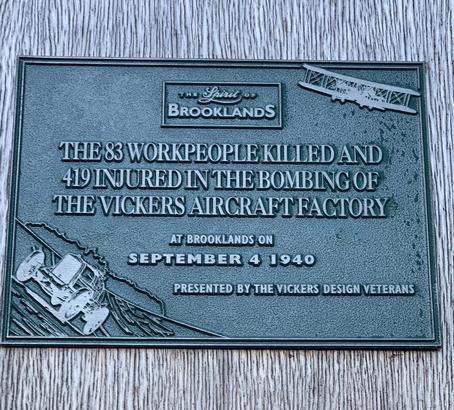 THE Spirit OF
BROOKLANDS
THE 83 WORKPEOPLE KILLED AND
419 INJURED IN THE BOMBING OF
THE VICKERS AIRCRAFT FACTORY
AT BROOKLANDS ON
SEPTEMBER 4 1940
PRESENTED BY THE VICKERS DESIGN VETERANS